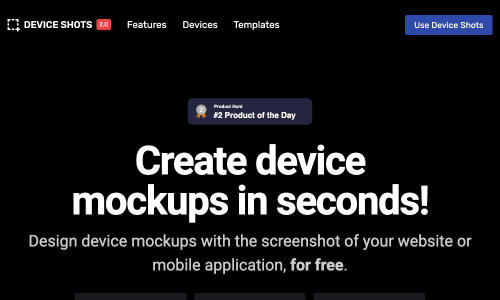 DEVICE SHOTS 2.0 Features Devices Templates Use Device Shots
Product Hunt
#2 Product of the Day
Create device
mockups in seconds!
Design device mockups with the screenshot of your website or
mobile application, for free.